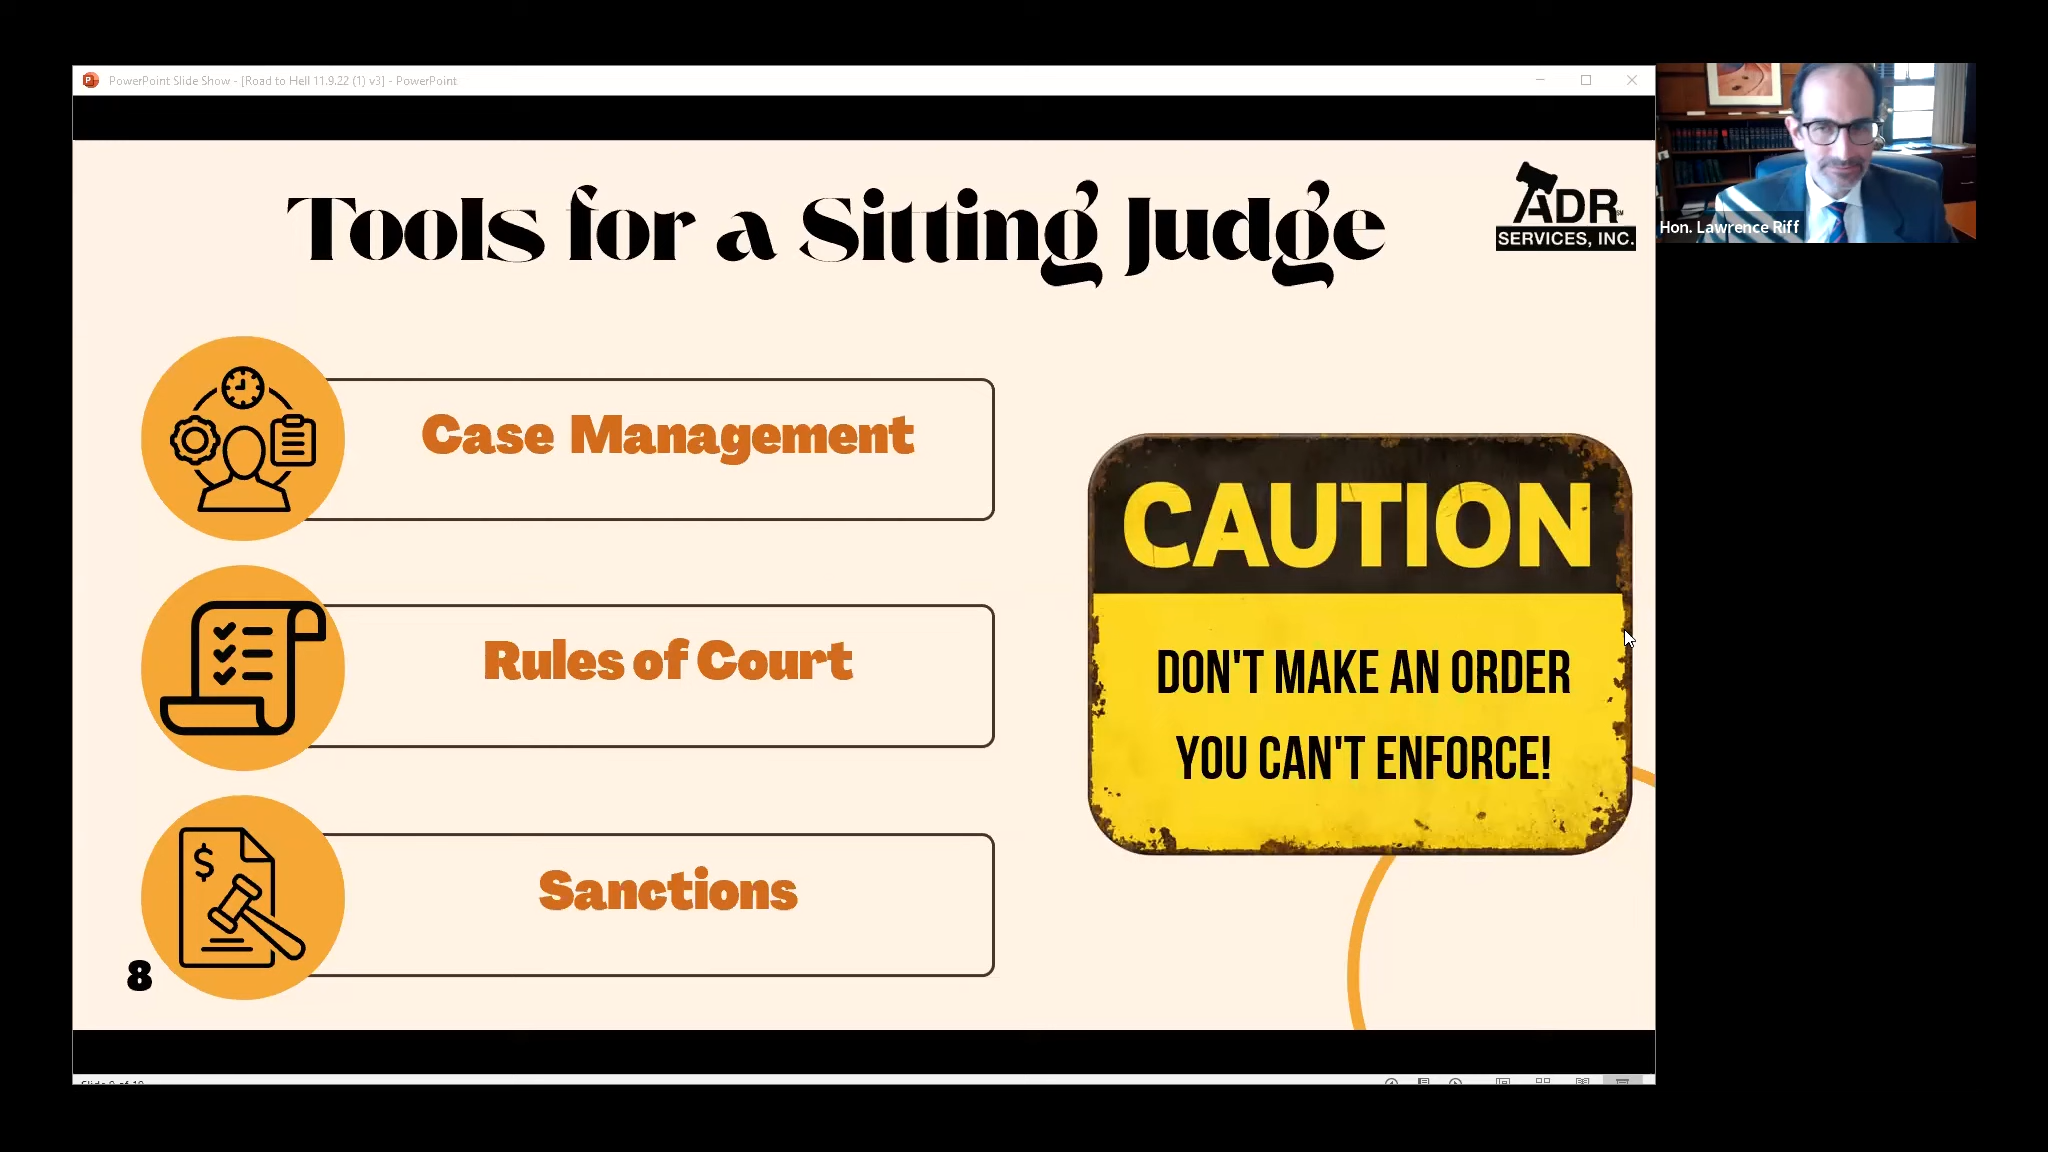 PowerPoint Slide Show - [Road to Hell 11.9.22 (1) v3] - PowerPoint
Tools for a Sitting Judge
ADR
SM
SERVICES, INC.
Hon. Lawrence Riff
Case Management
Rules of Court
Sanctions
CAUTION
DON'T MAKE AN ORDER
YOU CAN'T ENFORCE!
$
8